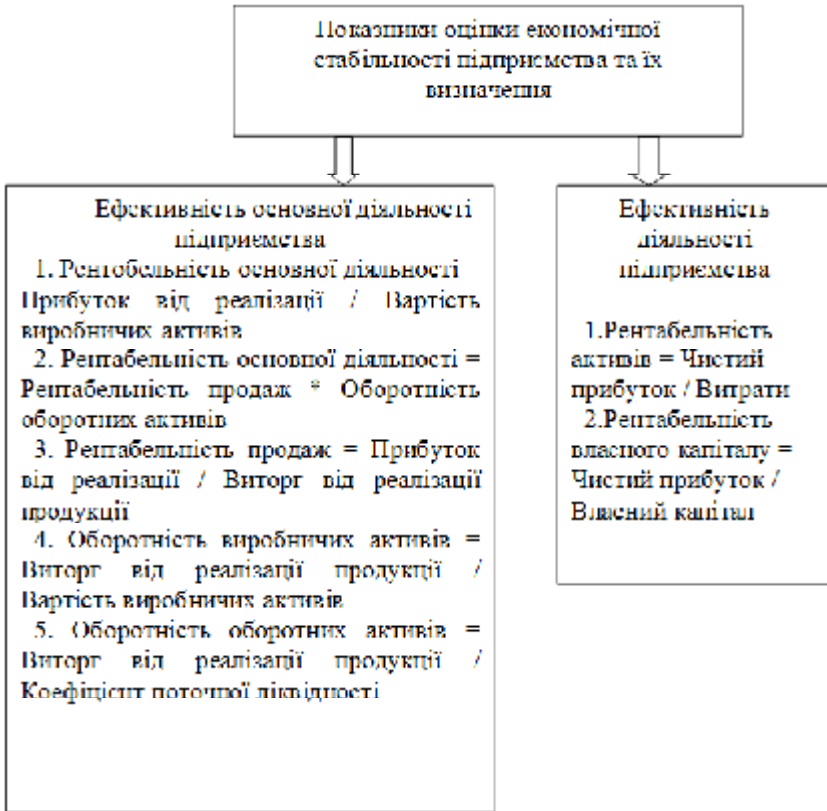 Показники оцінки економічної
стабільності підприємства та їх
визначення
Ефективність основної діяльності
підприємства
1. Рентобельність основної діяльності
Прибуток від реалізації / Вартість
виробничих активів
2. Рентабельність основної діяльності =
Рентабельність продаж * Оборотність
оборотних активів
3. Рентабельність продаж = Прибуток
від реалізації / Виторг від реалізації
продукції
4. Оборотність виробничих активів =
Виторг від реалізації продукції /
Вартість виробничих активів
5. Оборотність оборотних активів =
Виторг від реалізації продукції /
Коефіцієнт поточної ліквідності
Ефективність
діяльності
підприємства
1.Рентабельність
активів = Чистий
прибуток / Витрати
2.Рентабельність
власного капіталу =
Чистий прибуток /
Власний капітал